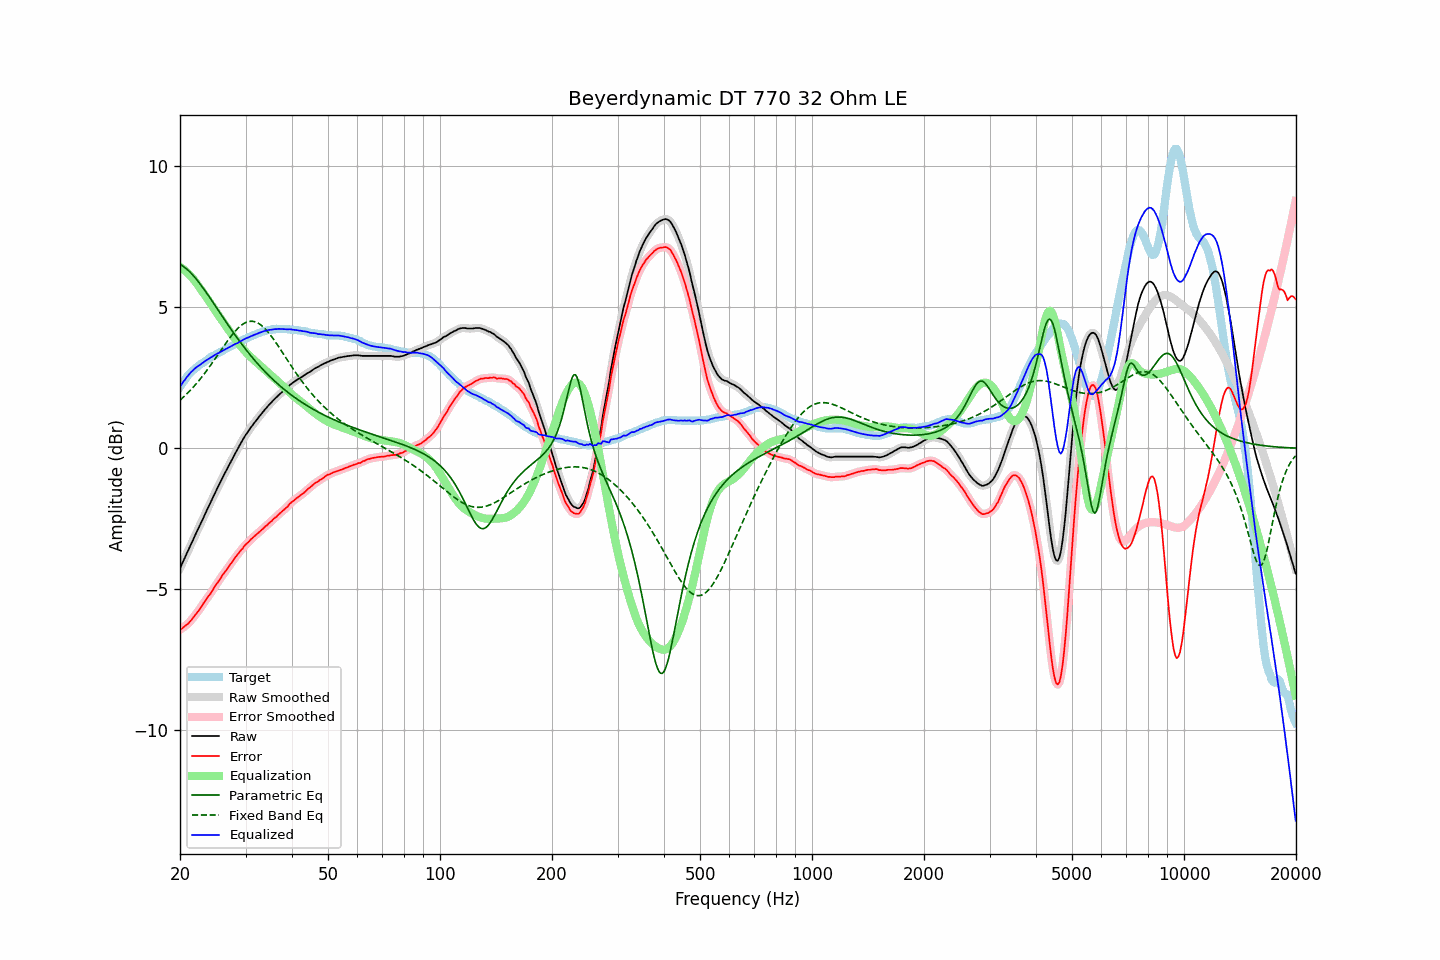 Beyerdynamic DT 770 32 Ohm LE
Amplitude (dBr)
10
5
0
−5
−10
Target
Raw Smoothed
Error Smoothed
Raw
Error
Equalization
Parametric Eq
Fixed Band Eq
Equalized
20 50 100 200 500 1000 2000 5000 10000 20000
Frequency (Hz)